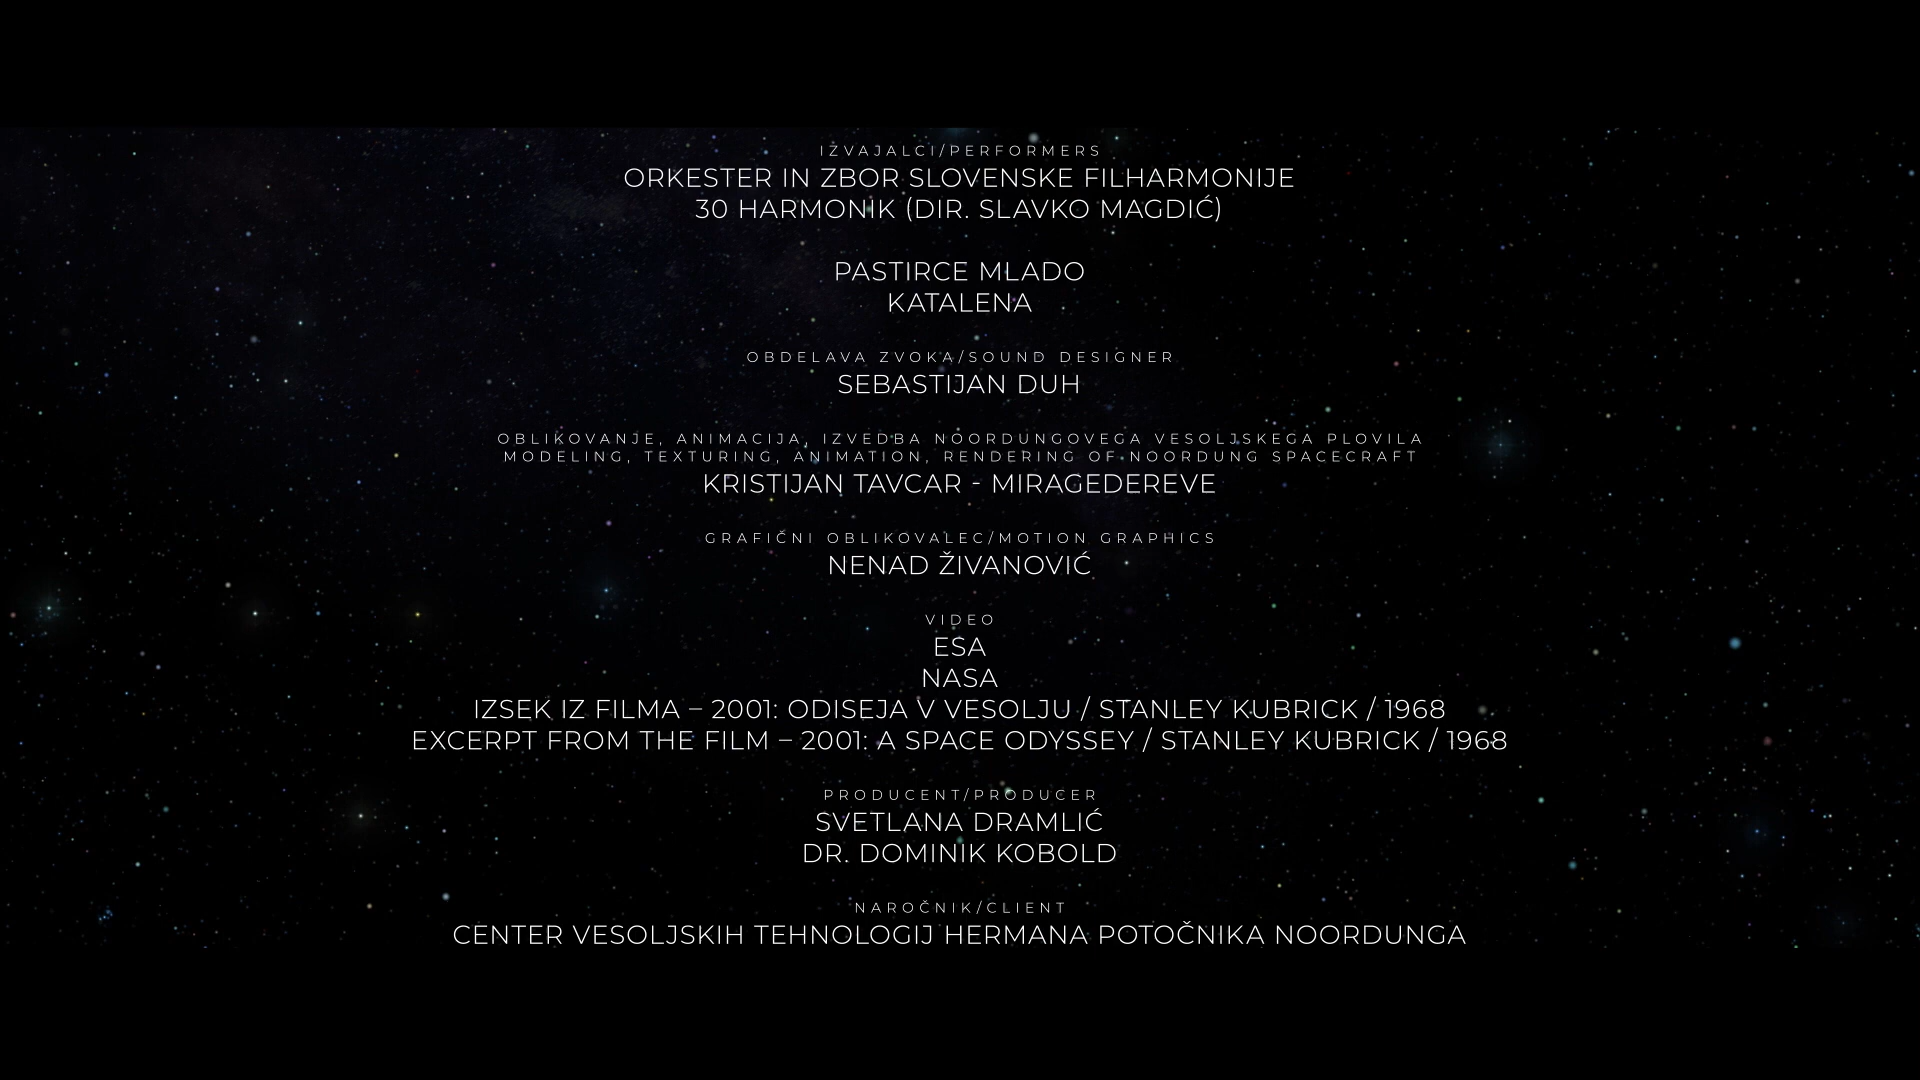 IZVAJALCI/PERFORMERS
ORKESTER IN ZBOR SLOVENSKE FILHARMONIJE
30 HARMONIK (DIR. SLAVKO MAGDIĆ)
PASTIRCE MLADO
KATALENA
OBDELAVA ZVOKA/SOUND DESIGNER
SEBASTIJAN DUH
OBLIKOVANJE, ANIMACIJA, IZVEDBA NOORDUNGOVEGA VESOLJSKEGA PLOVILA
MODELING, TEXTURING, ANIMATION, RENDERING OF NOORDUNG SPACECRAFT
KRISTIJAN TAVCAR - MIRAGEDEREVE
GRAFIČNI OBLIKOVALEC/MOTION GRAPHICS
NENAD ŽIVANOVIĆ
VIDEO
ESA
NASA
IZSEK IZ FILMA – 2001: ODISEJA V VESOLJU / STANLEY KUBRICK / 1968
EXCERPT FROM THE FILM – 2001: A SPACE ODYSSEY / STANLEY KUBRICK / 1968
PRODUCENT/PRODUCER
SVETLANA DRAMLIĆ
DR. DOMINIK KOBOLD
NAROČNIK/CLIENT
CENTER VESOLJSKIH TEHNOLOGIJ HERMANA POTOČNIKA NOORDUNGA